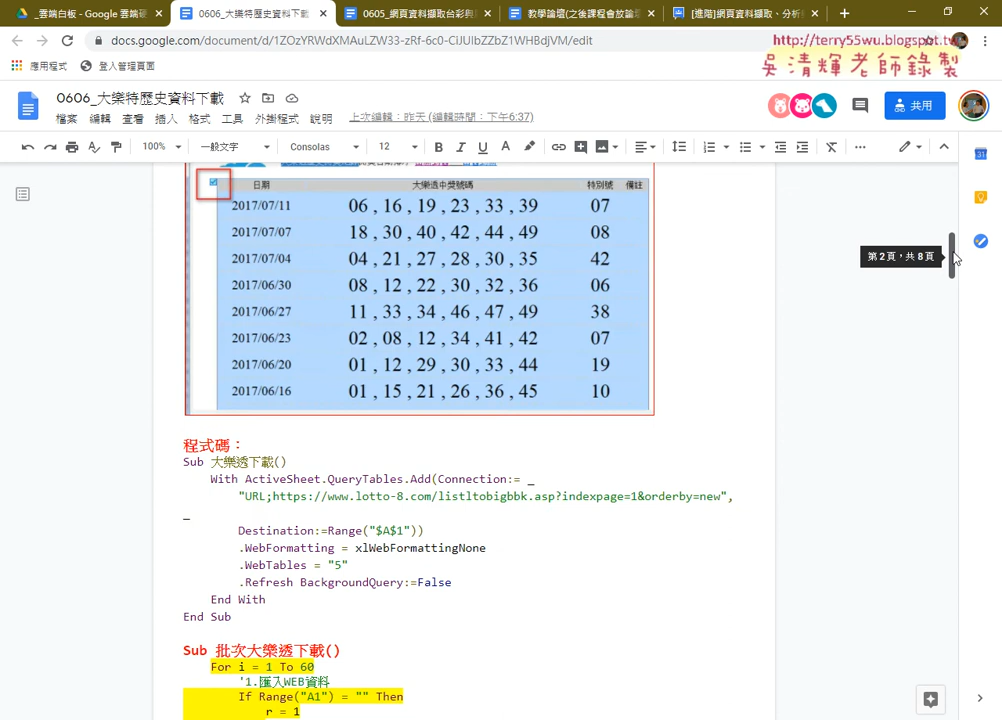 _雲端白板 - Google 雲端硬
0606_大樂特歷史資料下載
0605_網頁資料擷取台彩與
教學論壇(之後課程會放論壇
[進階]網頁資料擷取、分析
docs.google.com/document/d/1ZOzYRWdXMAuLZW33-zRf-6c0-CiJUIbZZbZ1WHBdjVM/edit
http://terry55wu.blogspot.tw
吳清輝老師錄製
應用程式 登入管理頁面
0606_大樂特歷史資料下載
共用
檔案 編輯 查看 插入 格式 工具 外掛程式 說明 上次編輯：昨天 (編輯時間：下午6:37)
100% 一般文字 Consolas 12 B I U A
31
日期 大樂透中獎號碼 特別號 備註
2017/07/11 06 , 16 , 19 , 23 , 33 , 39 07
2017/07/07 18 , 30 , 40 , 42 , 44 , 49 08
2017/07/04 04 , 21 , 27 , 28 , 30 , 35 42
2017/06/30 08 , 12 , 22 , 30 , 32 , 36 06
2017/06/27 11 , 33 , 34 , 46 , 47 , 49 38
2017/06/23 02 , 08 , 12 , 34 , 41 , 42 07
2017/06/20 01 , 12 , 29 , 30 , 33 , 44 19
2017/06/16 01 , 15 , 21 , 26 , 36 , 45 10
第 2 頁，共 8 頁
程式碼：
Sub 大樂透下載()
With ActiveSheet.QueryTables.Add(Connection:= _
"URL;https://www.lotto-8.com/listltobigbbk.asp?indexpage=1&orderby=new",
_
Destination:=Range("$A$1"))
.WebFormatting = xlWebFormattingNone
.WebTables = "5"
.Refresh BackgroundQuery:=False
End With
End Sub
Sub 批次大樂透下載()
For i = 1 To 60
'1.匯入WEB資料
If Range("A1") = "" Then
r = 1